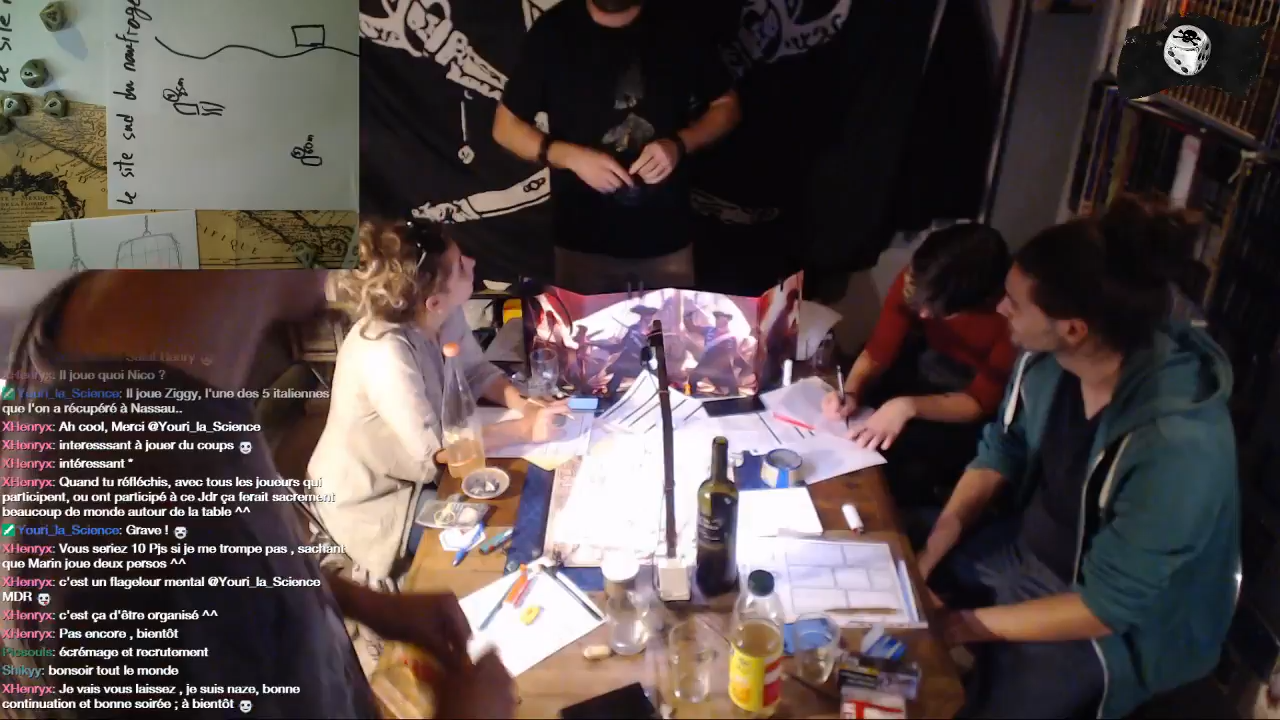 Le site sud du naufrage
50m
60m
Salut Henry
XHenryx: Il joue quoi Nico ?
Youri_la_Science: Il joue Ziggy, l'une des 5 italiennes
que l'on a récupéré à Nassau..
XHenryx: Ah cool, Merci @Youri_la_Science
XHenryx: interesssant à jouer du coups
XHenryx: intéressant *
XHenryx: Quand tu réfléchis, avec tous les joueurs qui
participent, ou ont participé à ce Jdr ça ferait sacrement
beaucoup de monde autour de la table ^^
Youri_la_Science: Grave !
XHenryx: Vous seriez 10 Pjs si je me trompe pas , sachant
que Marin joue deux persos ^^
XHenryx: c'est un flageleur mental @Youri_la_Science
MDR
XHenryx: c'est ça d'être organisé ^^
XHenryx: Pas encore , bientôt
Picsouls: écrémage et recrutement
Shikyy: bonsoir tout le monde
XHenryx: Je vais vous laissez , je suis naze, bonne
continuation et bonne soirée ; à bientôt